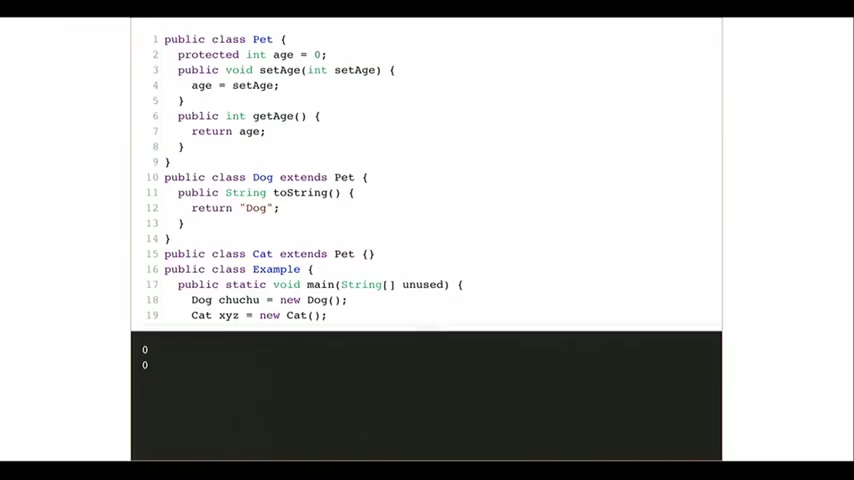 1 public class Pet {
2 protected int age = 0;
3 public void setAge(int setAge) {
4 age = setAge;
5 }
6 public int getAge() {
7 return age;
8 }
9 }
10 public class Dog extends Pet {
11 public String toString() {
12 return "Dog";
13 }
14 }
15 public class Cat extends Pet {}
16 public class Example {
17 public static void main(String[] unused) {
18 Dog chuchu = new Dog();
19 Cat xyz = new Cat();
0
0